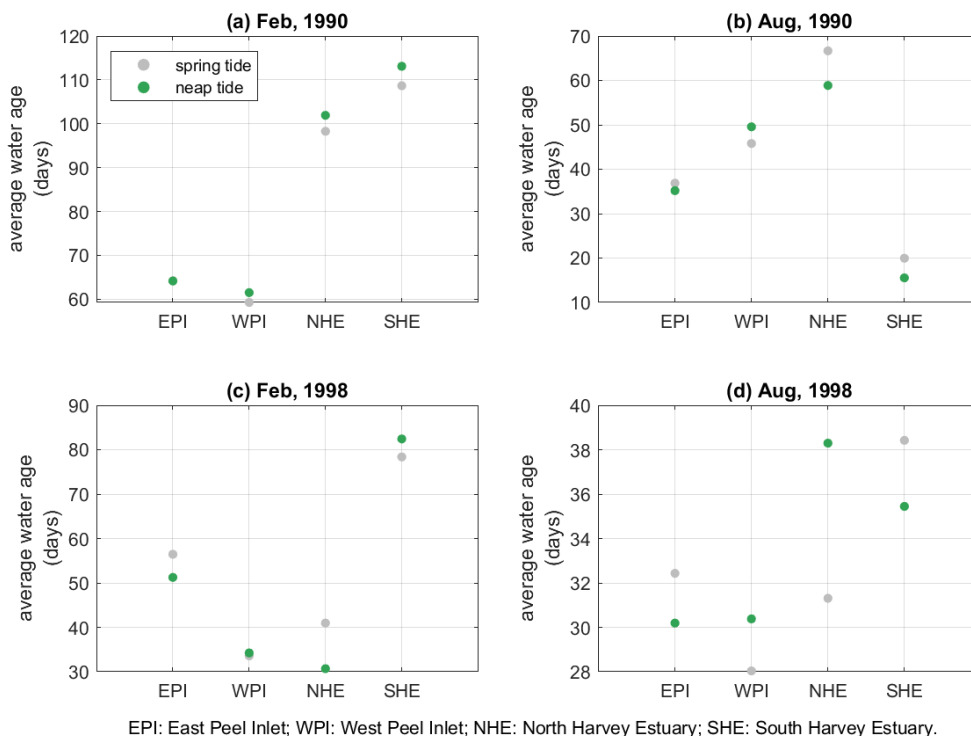 (a) Feb, 1990
120
110
100
90
80
70
60
average water age
(days)
spring tide
neap tide
EPI WPI NHE SHE
(b) Aug, 1990
70
60
50
40
30
20
10
average water age
(days)
EPI WPI NHE SHE
(c) Feb, 1998
90
80
70
60
50
40
30
average water age
(days)
EPI WPI NHE SHE
(d) Aug, 1998
40
38
36
34
32
30
28
average water age
(days)
EPI WPI NHE SHE
EPI: East Peel Inlet; WPI: West Peel Inlet; NHE: North Harvey Estuary; SHE: South Harvey Estuary.